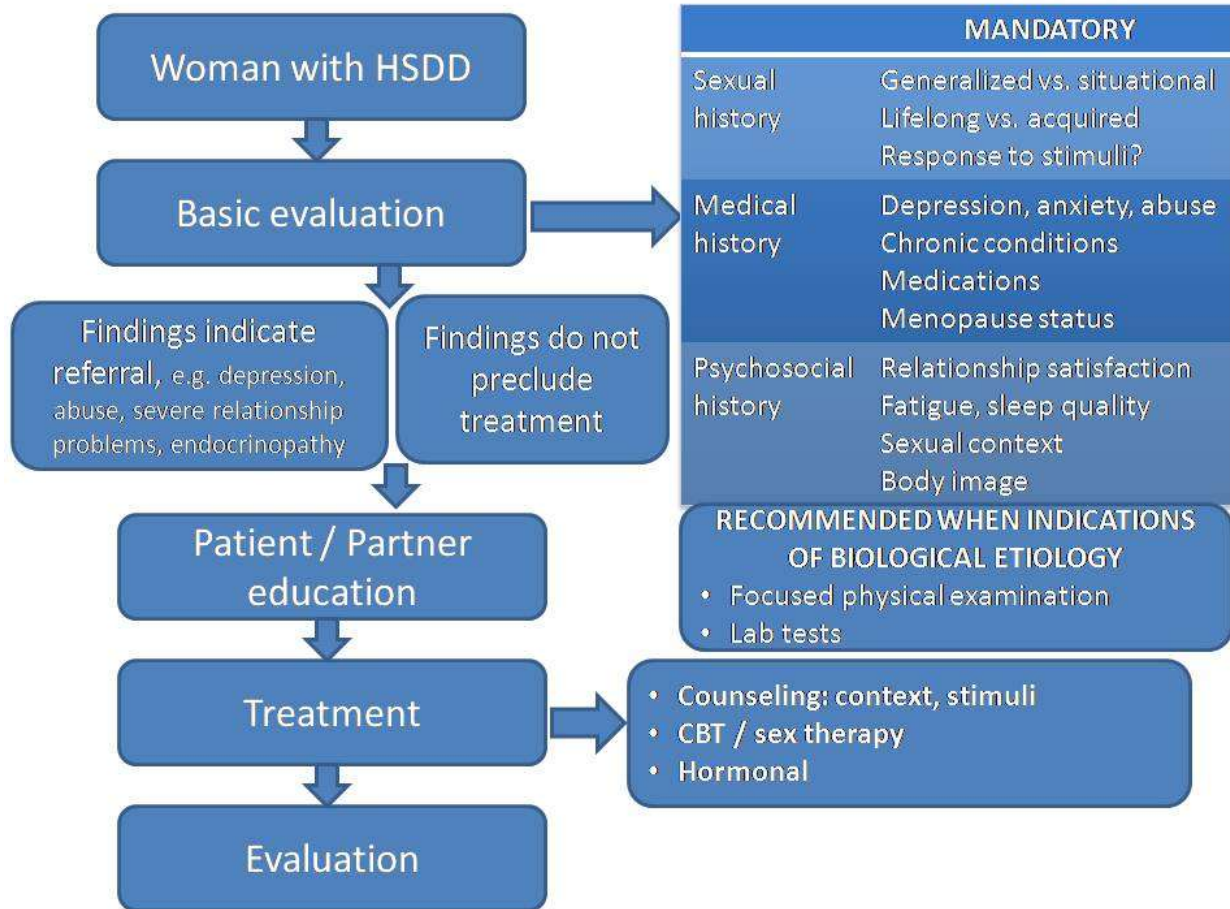 Woman with HSDD
Basic evaluation
Findings indicate
referral, e.g. depression,
abuse, severe relationship
problems, endocrinopathy
Findings do not
preclude
treatment
Patient / Partner
education
Treatment
Evaluation
MANDATORY
Sexual history
Generalized vs. situational
Lifelong vs. acquired
Response to stimuli?
Medical history
Depression, anxiety, abuse
Chronic conditions
Medications
Menopause status
Psychosocial history
Relationship satisfaction
Fatigue, sleep quality
Sexual context
Body image
RECOMMENDED WHEN INDICATIONS
OF BIOLOGICAL ETIOLOGY
• Focused physical examination
• Lab tests
• Counseling: context, stimuli
• CBT / sex therapy
• Hormonal